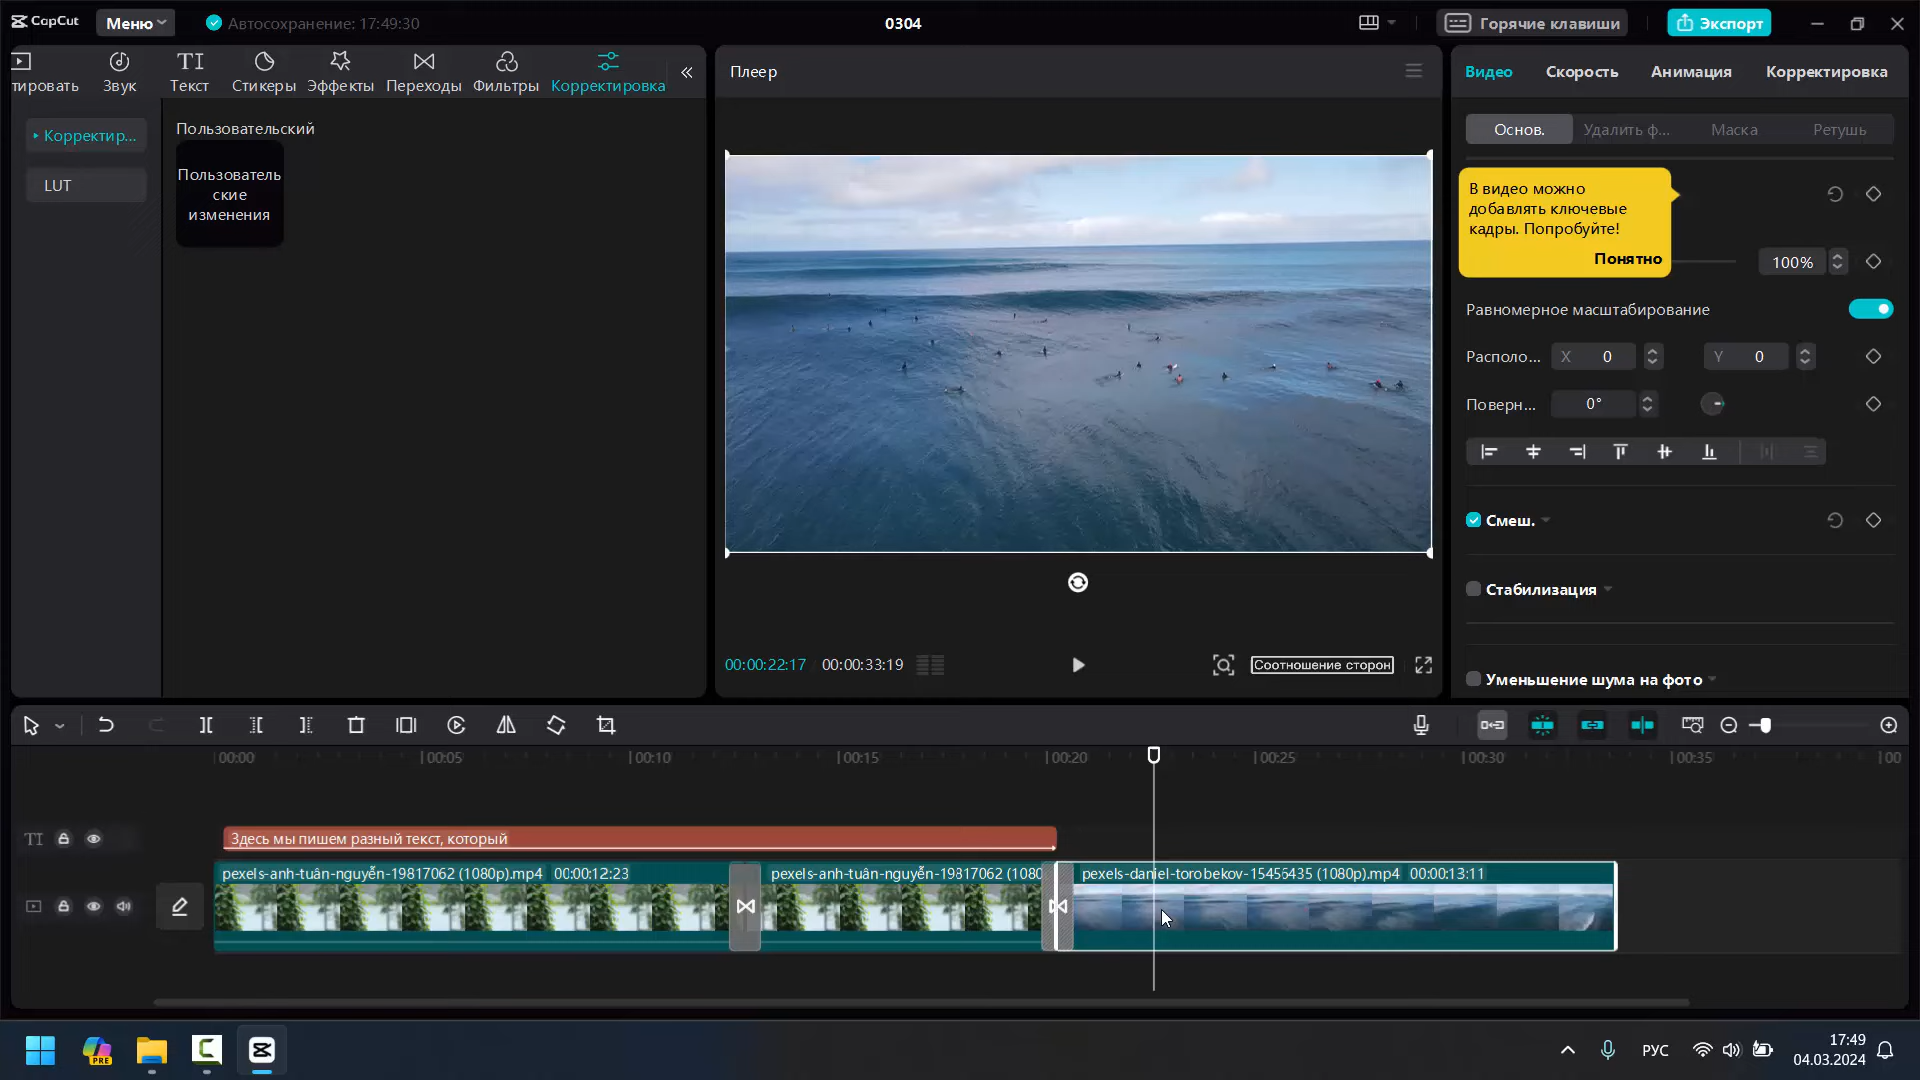 CapCut
Меню
Автосохранение: 17:49:30
0304
Горячие клавиши
Экспорт
тировать
Звук
Текст
Стикеры
Эффекты
Переходы
Фильтры
Корректировка
Корректир...
LUT
Пользовательский
Пользователь
ские
изменения
Плеер
00:00:22:17
00:00:33:19
Соотношение сторон
Видео
Скорость
Анимация
Корректировка
Основ.
Удалить ф...
Маска
Ретушь
В видео можно
добавлять ключевые
кадры. Попробуйте!
Понятно
100%
Равномерное масштабирование
Располо...
X 0
Y 0
Поверн...
0°
Смеш.
Стабилизация
Уменьшение шума на фото
00:00
00:05
00:10
00:15
00:20
00:25
00:30
00:35
00
TI
Здесь мы пишем разный текст, который
pexels-anh-tuân-nguyễn-19817062 (1080p).mp4 00:00:12:23
pexels-anh-tuân-nguyễn-19817062 (1080
pexels-daniel-torobekov-15456435 (1080p).mp4 00:00:13:11
PRE
РУС
17:49
04.03.2024